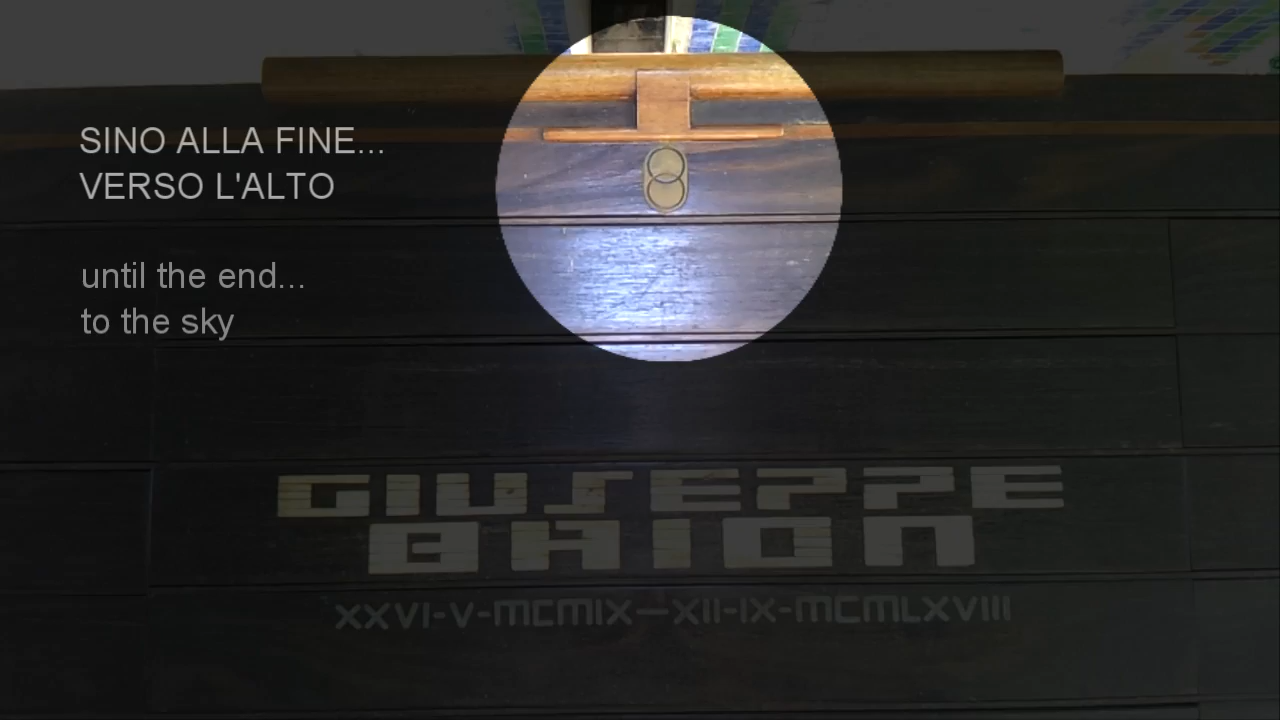 SINO ALLA FINE...
VERSO L'ALTO
until the end...
to the sky
GIUSEPPE
BRION
XXVI-V-MCMIX—XII-IX-MCMLXVIII